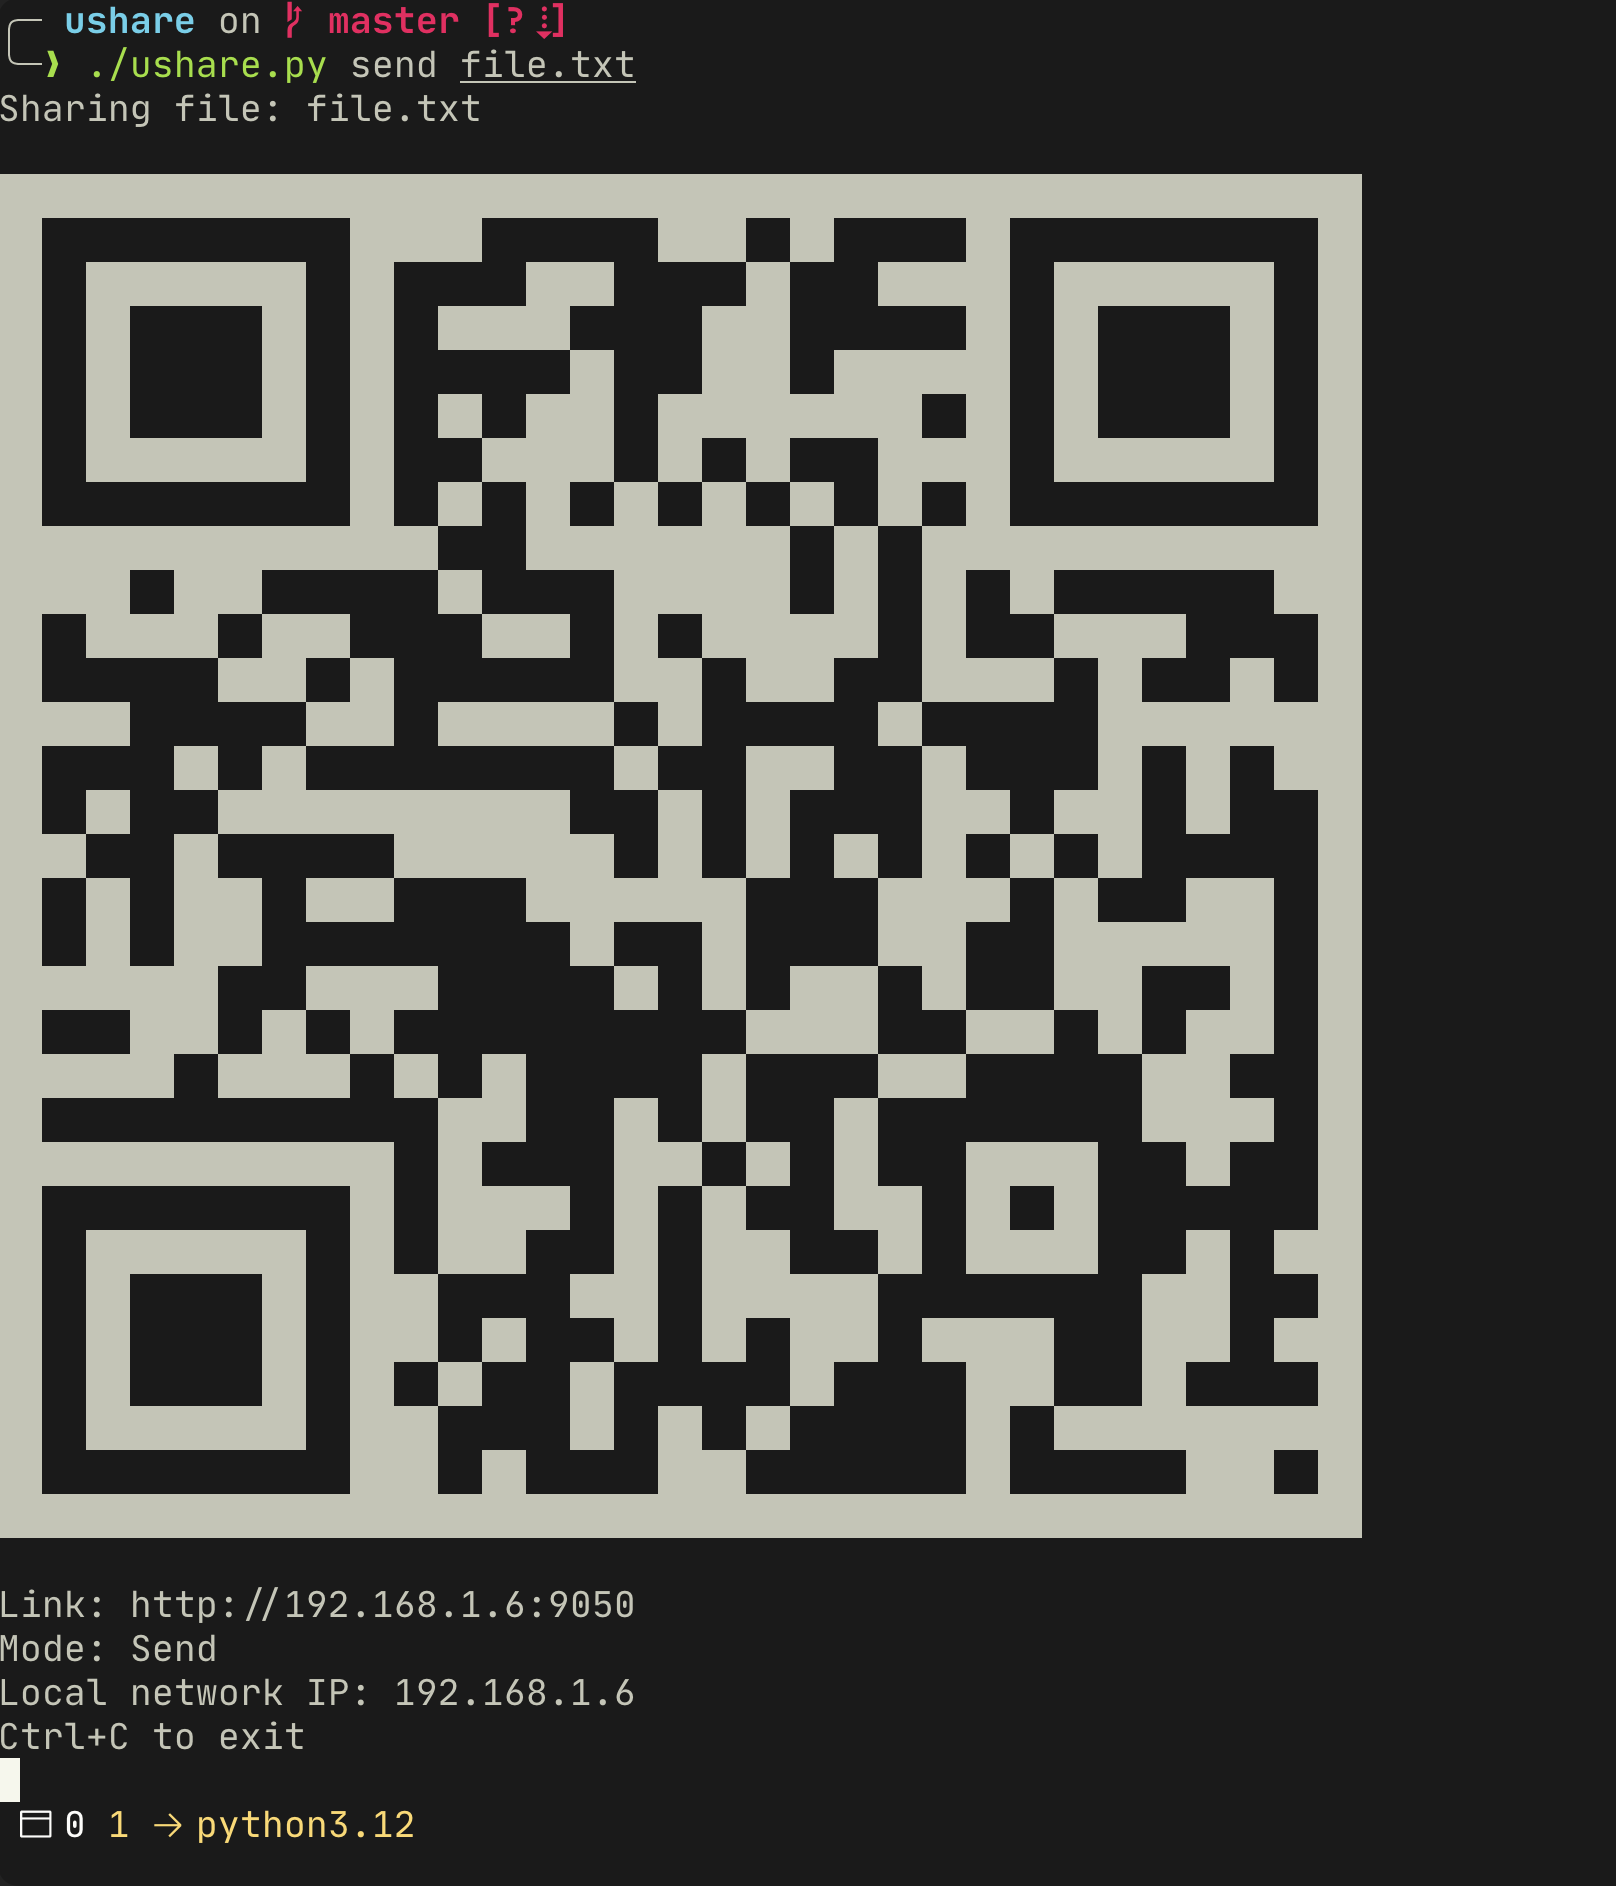 ushare on master [?⇣]
❱ ./ushare.py send file.txt
Sharing file: file.txt
Link: http://192.168.1.6:9050
Mode: Send
Local network IP: 192.168.1.6
Ctrl+C to exit
0 1 → python3.12